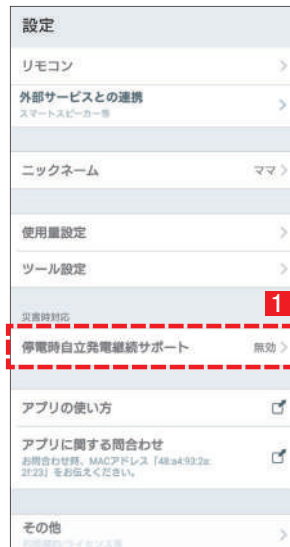 設定
リモコン
外部サービスとの連携
スマートスピーカー等
ニックネーム
ママ
使用量設定
ツール設定
1
災害時対応
停電時自立発電継続サポート
無効
アプリの使い方
アプリに関する問合わせ
お問合わせ時、MACアドレス「48:a4:93:2a:
2f:23」をお伝えください。
その他